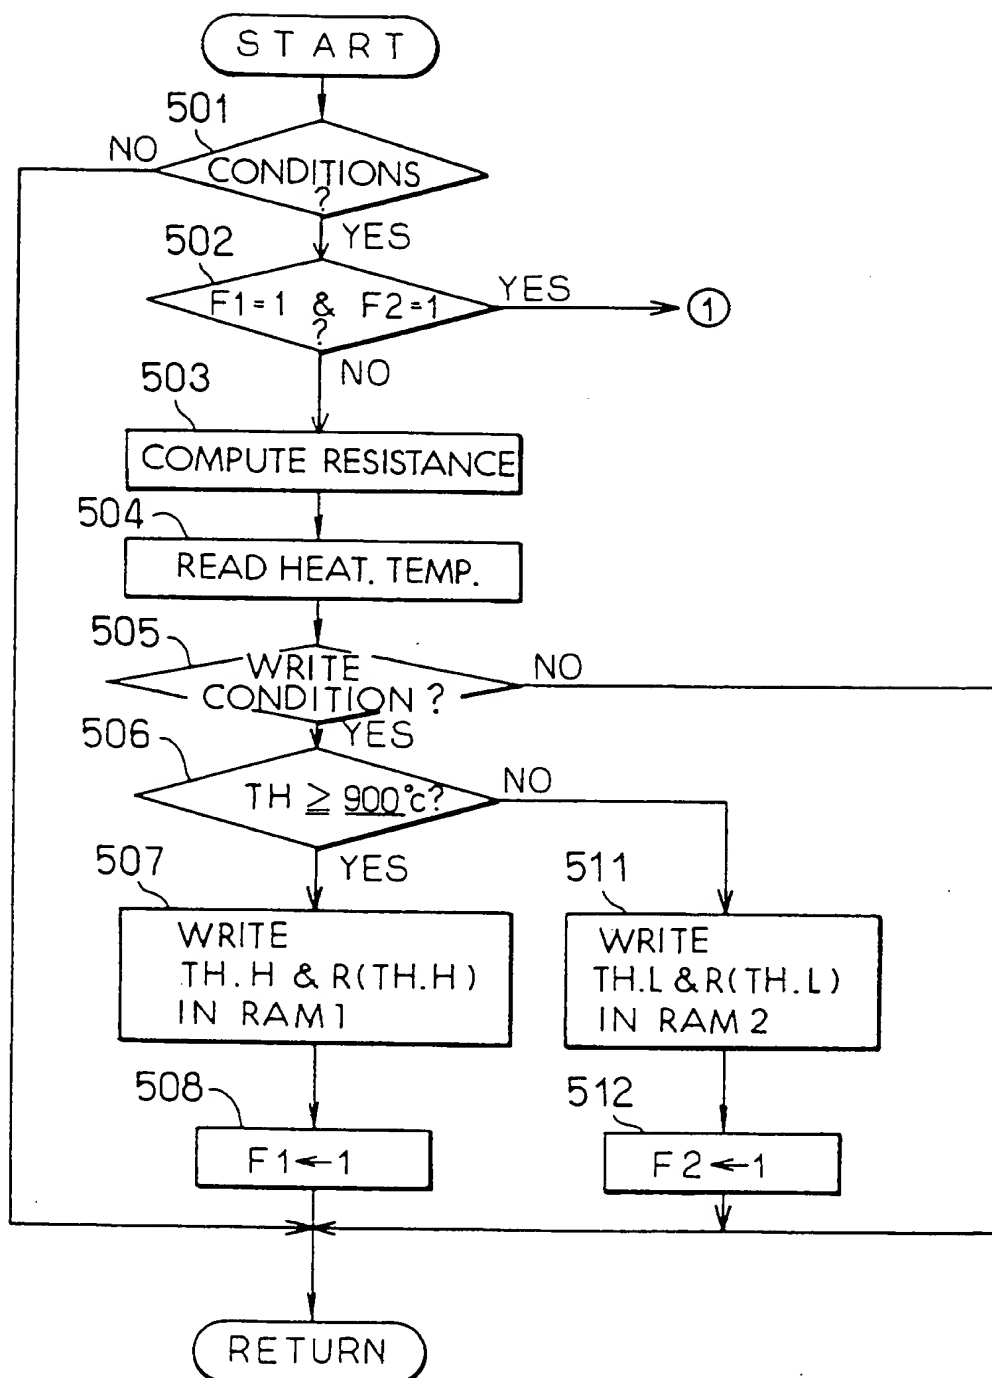 START
501
NO
CONDITIONS
?
YES
502
F1=1 & F2=1
?
YES
1
NO
503
COMPUTE RESISTANCE
504
READ HEAT. TEMP.
505
WRITE
CONDITION ?
NO
YES
506
TH ≧ 900°c?
NO
YES
507
WRITE
TH.H & R(TH.H)
IN RAM1
511
WRITE
TH.L & R(TH.L)
IN RAM 2
508
F1←1
512
F2←1
RETURN